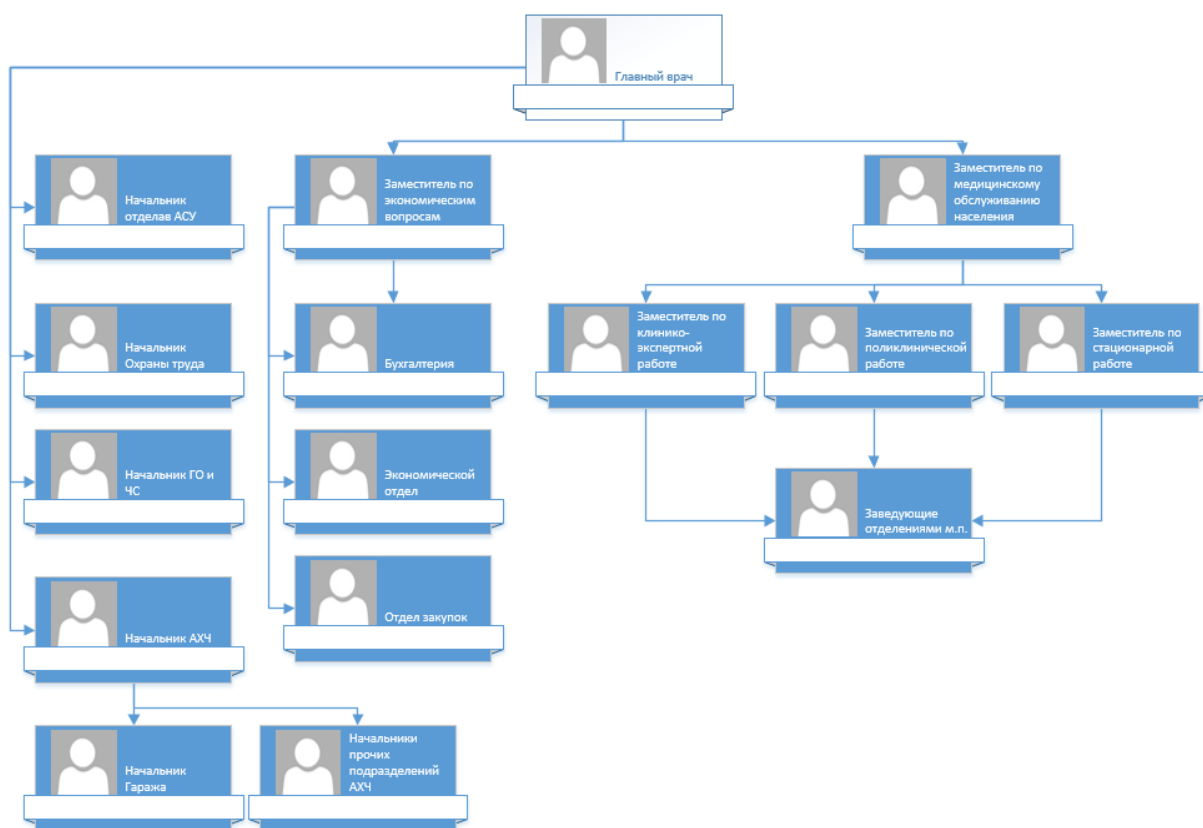 Главный врач
Начальник
отделав АСУ
Заместитель по
экономическим
вопросам
Заместитель по
медицинскому
обслуживанию
населения
Начальник
Охраны труда
Бухгалтерия
Заместитель по
клинико-
экспертной
работе
Заместитель по
поликлинической
работе
Заместитель по
стационарной
работе
Начальник ГО и
ЧС
Экономической
отдел
Заведующие
отделениями м.п.
Начальник АХЧ
Отдел закупок
Начальник
Гаража
Начальники
прочих
подразделений
АХЧ